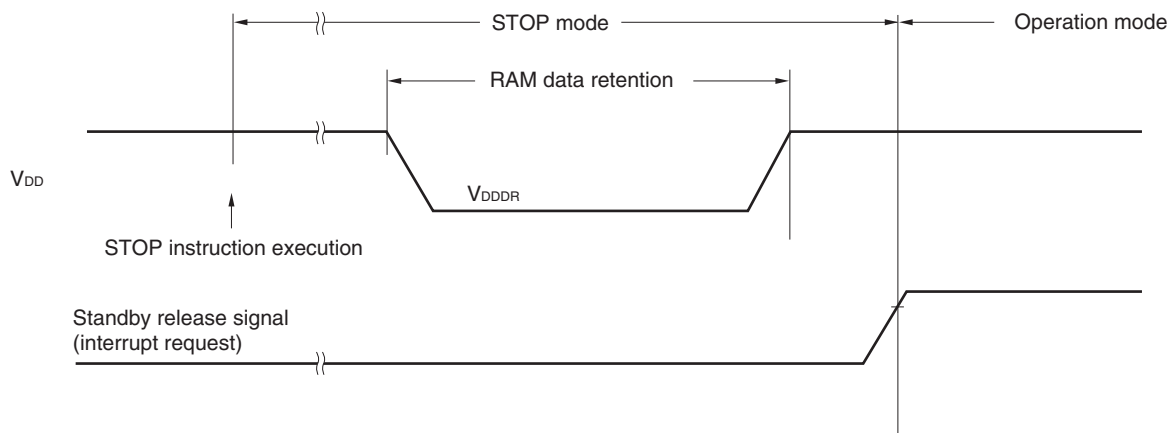 STOP mode
Operation mode
RAM data retention
VDD
VDDDR
STOP instruction execution
Standby release signal
(interrupt request)